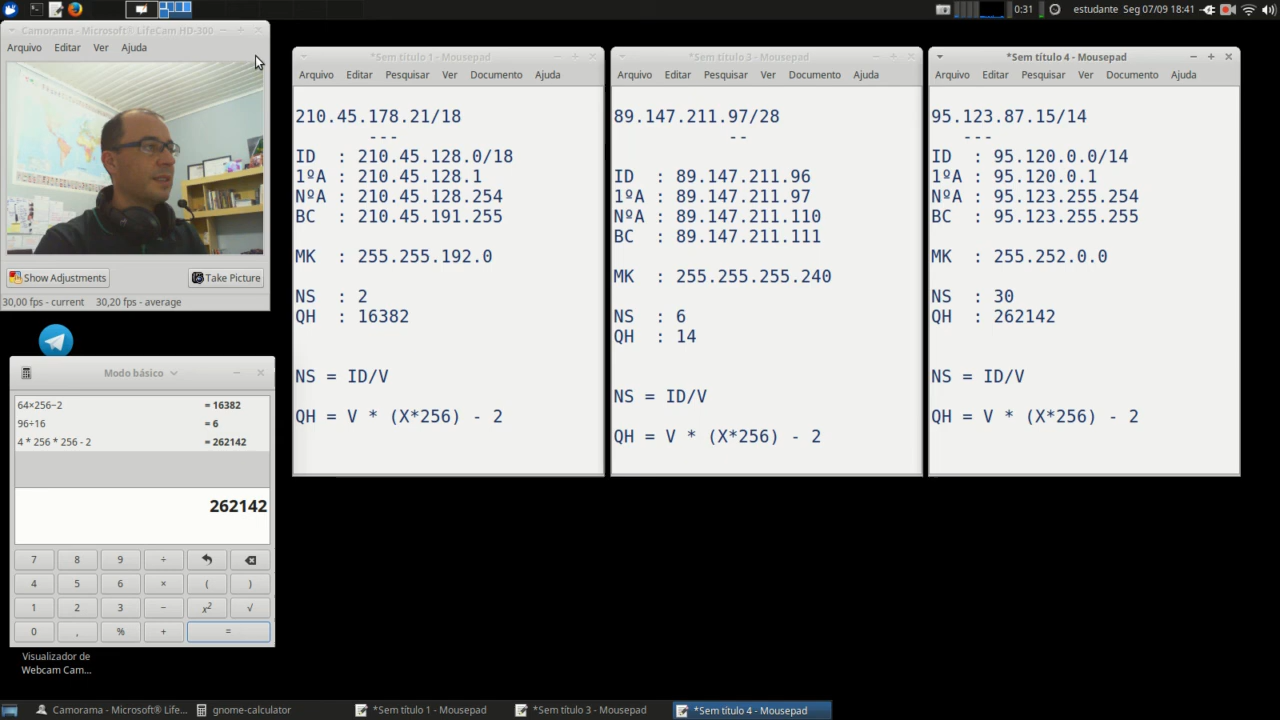 0:31
estudante Seg 07/09 18:41
Camorama - Microsoft® LifeCam HD-300
Arquivo Editar Ver Ajuda
Show Adjustments
Take Picture
30,00 fps - current 30,20 fps - average
Modo básico
64×256−2 = 16382
96÷16 = 6
4 * 256 * 256 - 2 = 262142
262142
7 8 9 ÷
4 5 6 × ( )
1 2 3 − x² √
0 , % + =
Visualizador de
Webcam Cam...
*Sem título 1 - Mousepad
Arquivo Editar Pesquisar Ver Documento Ajuda
210.45.178.21/18
---
ID : 210.45.128.0/18
1ºA : 210.45.128.1
NºA : 210.45.128.254
BC : 210.45.191.255
MK : 255.255.192.0
NS : 2
QH : 16382
NS = ID/V
QH = V * (X*256) - 2
*Sem título 3 - Mousepad
Arquivo Editar Pesquisar Ver Documento Ajuda
89.147.211.97/28
--
ID : 89.147.211.96
1ºA : 89.147.211.97
NºA : 89.147.211.110
BC : 89.147.211.111
MK : 255.255.255.240
NS : 6
QH : 14
NS = ID/V
QH = V * (X*256) - 2
*Sem título 4 - Mousepad
Arquivo Editar Pesquisar Ver Documento Ajuda
95.123.87.15/14
---
ID : 95.120.0.0/14
1ºA : 95.120.0.1
NºA : 95.123.255.254
BC : 95.123.255.255
MK : 255.252.0.0
NS : 30
QH : 262142
NS = ID/V
QH = V * (X*256) - 2
Camorama - Microsoft® Life...
gnome-calculator
*Sem título 1 - Mousepad
*Sem título 3 - Mousepad
*Sem título 4 - Mousepad